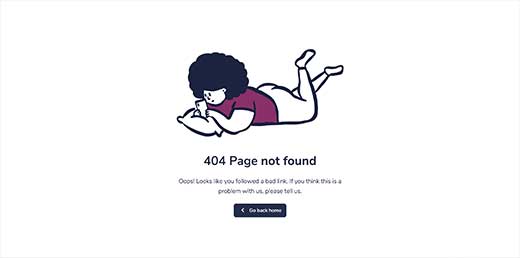 404 Page not found
Oops! Looks like you followed a bad link. If you think this is a
problem with us, please tell us.
Go back home